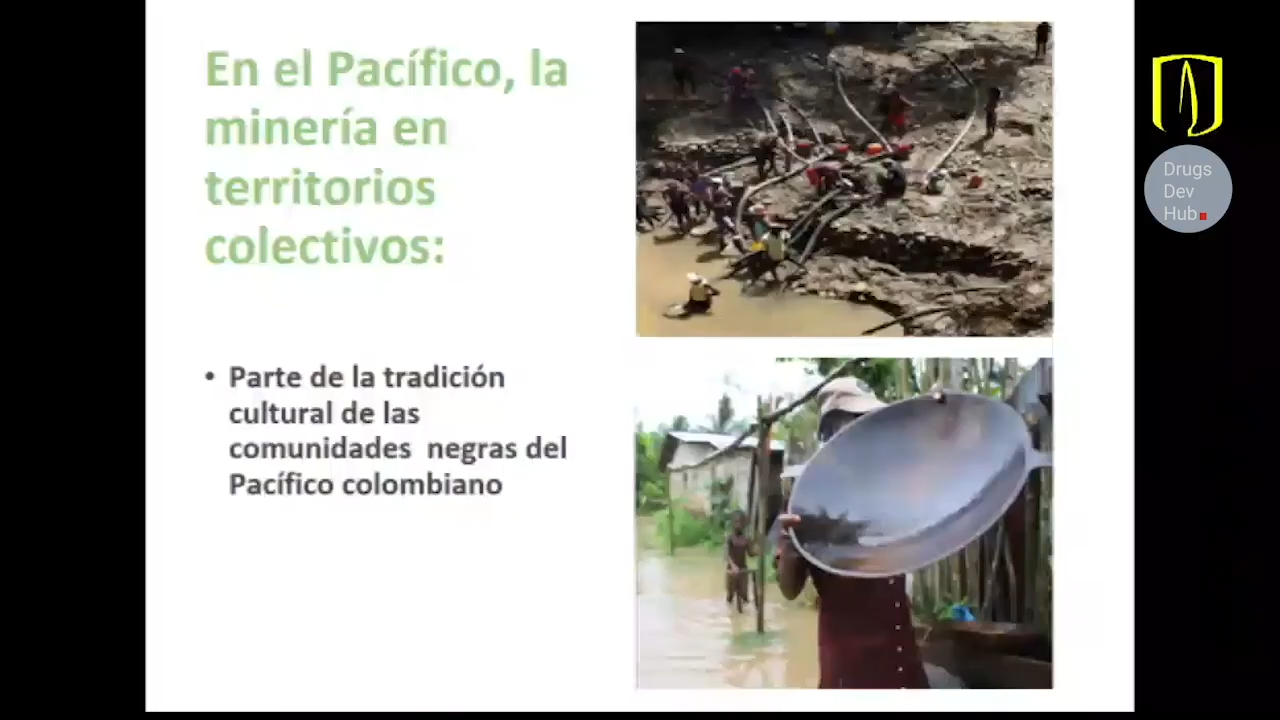 En el Pacífico, la
minería en
territorios
colectivos:
• Parte de la tradición
cultural de las
comunidades negras del
Pacífico colombiano
Drugs
Dev
Hub.